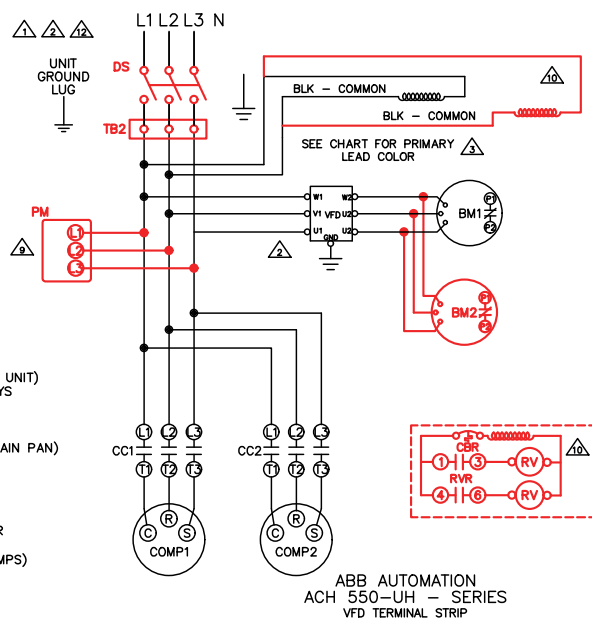 1 2 12
L1 L2 L3 N
UNIT
GROUND
LUG
DS
TB2
BLK - COMMON
10
BLK - COMMON
SEE CHART FOR PRIMARY
LEAD COLOR
3
PM
9
L1
L2
L3
W1 W2
V1 VFD U2
U1 U2
GND
2
BM1
P1
P2
BM2
P1
P2
UNIT)
YS
AIN PAN)
R
MPS)
CC1
L1 L2 L3
T1 T2 T3
CC2
L1 L2 L3
T1 T2 T3
C R S
COMP1
C R S
COMP2
CBR
1 3 RV
RVR
4 6 RV
10
ABB AUTOMATION
ACH 550-UH - SERIES
VFD TERMINAL STRIP